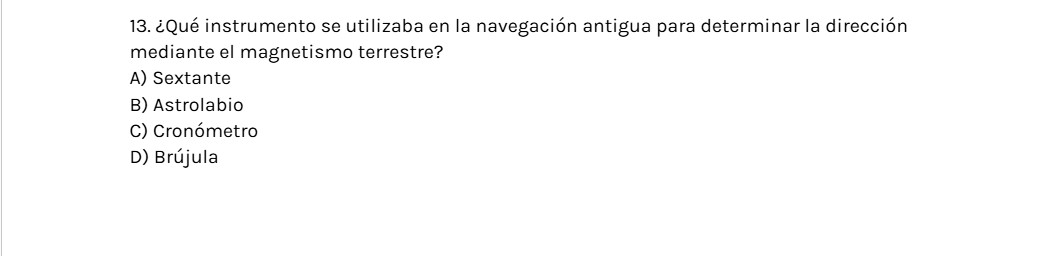 13. ¿Qué instrumento se utilizaba en la navegación antigua para determinar la dirección
mediante el magnetismo terrestre?
A) Sextante
B) Astrolabio
C) Cronómetro
D) Brújula